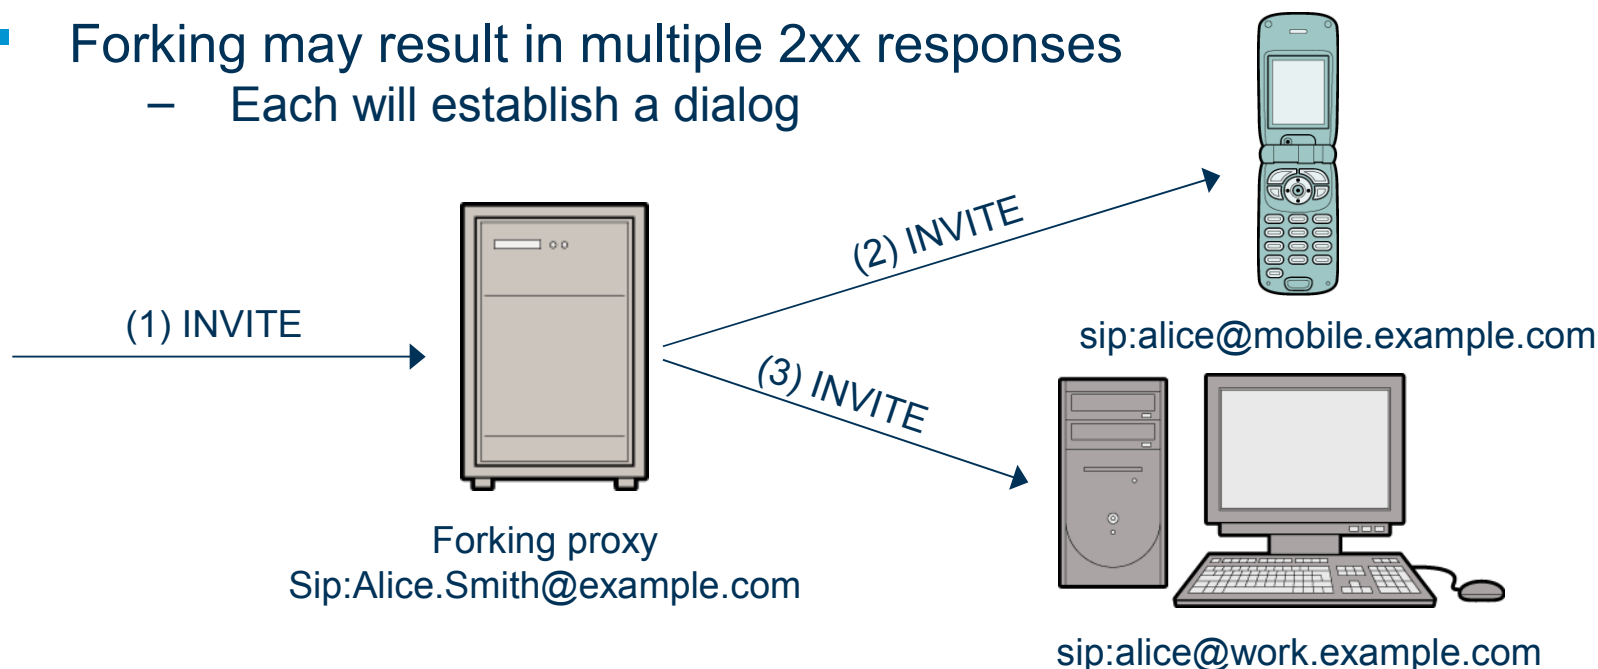 Forking may result in multiple 2xx responses
– Each will establish a dialog
(1) INVITE
(2) INVITE
(3) INVITE
sip:alice@mobile.example.com
Forking proxy
Sip:Alice.Smith@example.com
sip:alice@work.example.com